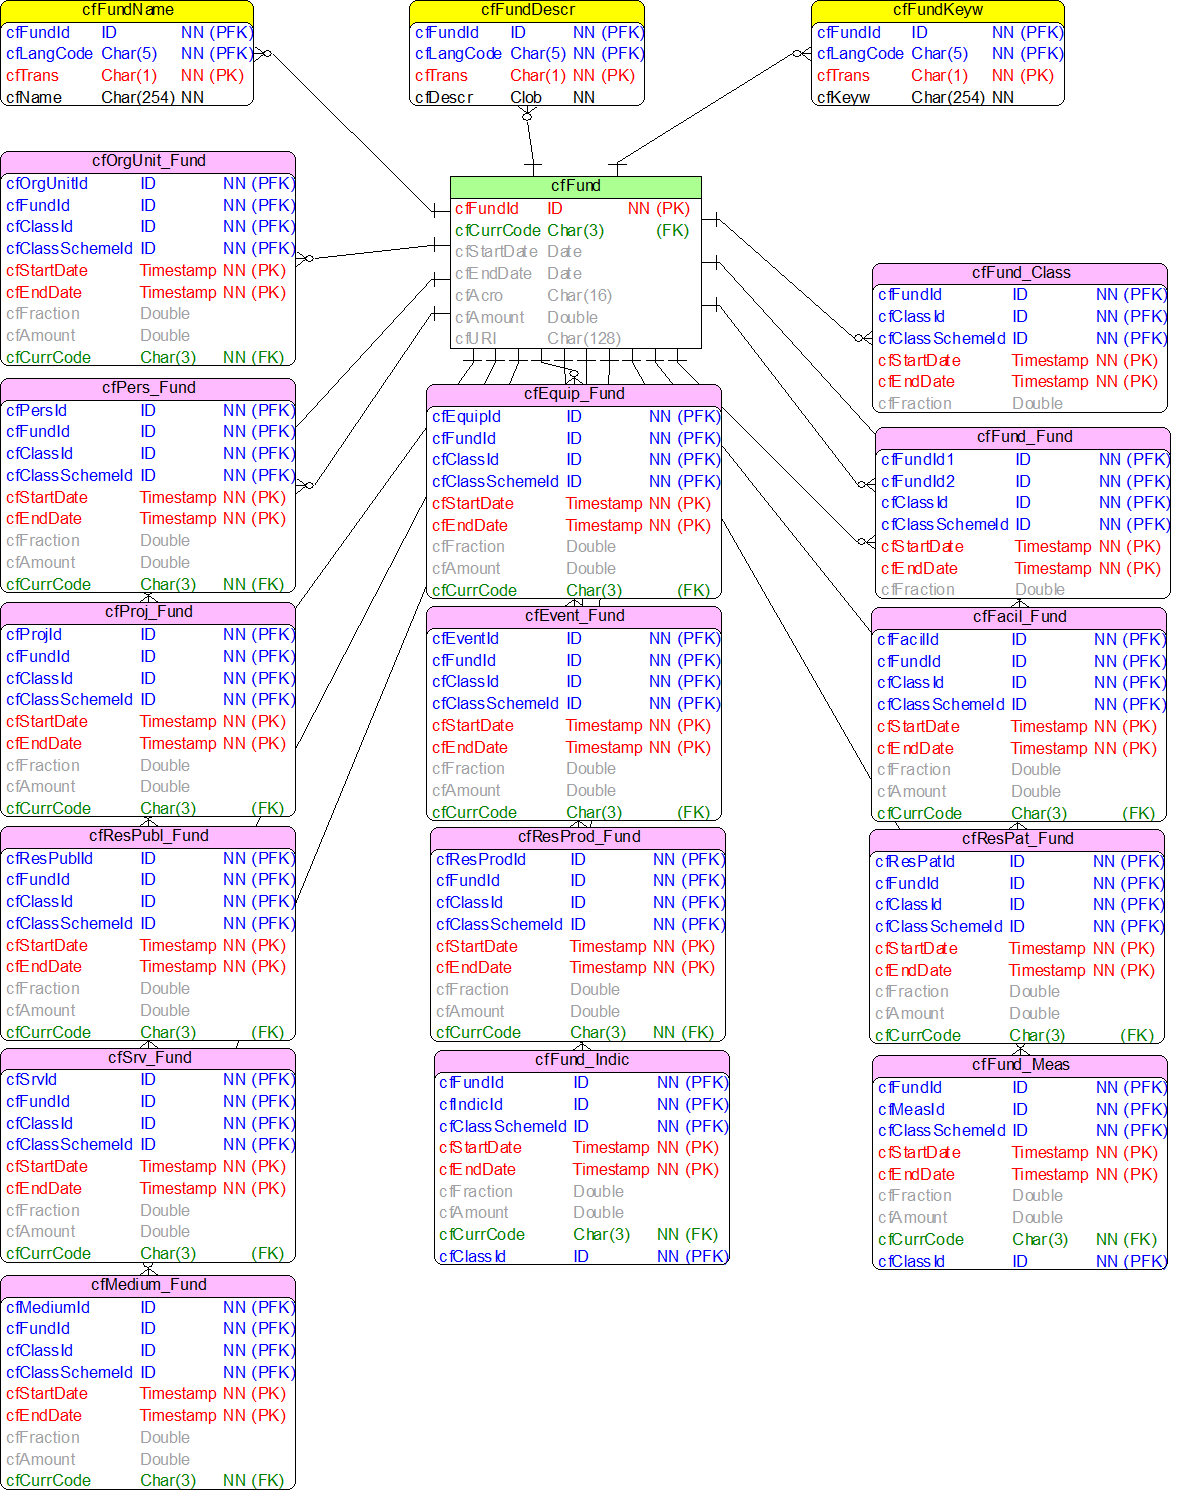 cfFundName
cfFundId ID NN (PFK)
cfLangCode Char(5) NN (PFK)
cfTrans Char(1) NN (PK)
cfName Char(254) NN
cfFundDescr
cfFundId ID NN (PFK)
cfLangCode Char(5) NN (PFK)
cfTrans Char(1) NN (PK)
cfDescr Clob NN
cfFundKeyw
cfFundId ID NN (PFK)
cfLangCode Char(5) NN (PFK)
cfTrans Char(1) NN (PK)
cfKeyw Char(254) NN
cfOrgUnit_Fund
cfOrgUnitId ID NN (PFK)
cfFundId ID NN (PFK)
cfClassId ID NN (PFK)
cfClassSchemeId ID NN (PFK)
cfStartDate Timestamp NN (PK)
cfEndDate Timestamp NN (PK)
cfFraction Double
cfAmount Double
cfCurrCode Char(3) NN (FK)
cfFund
cfFundId ID NN (PK)
cfCurrCode Char(3) (FK)
cfStartDate Date
cfEndDate Date
cfAcro Char(16)
cfAmount Double
cfURI Char(128)
cfFund_Class
cfFundId ID NN (PFK)
cfClassId ID NN (PFK)
cfClassSchemeId ID NN (PFK)
cfStartDate Timestamp NN (PK)
cfEndDate Timestamp NN (PK)
cfFraction Double
cfPers_Fund
cfPersId ID NN (PFK)
cfFundId ID NN (PFK)
cfClassId ID NN (PFK)
cfClassSchemeId ID NN (PFK)
cfStartDate Timestamp NN (PK)
cfEndDate Timestamp NN (PK)
cfFraction Double
cfAmount Double
cfCurrCode Char(3) NN (FK)
cfEquip_Fund
cfEquipId ID NN (PFK)
cfFundId ID NN (PFK)
cfClassId ID NN (PFK)
cfClassSchemeId ID NN (PFK)
cfStartDate Timestamp NN (PK)
cfEndDate Timestamp NN (PK)
cfFraction Double
cfAmount Double
cfCurrCode Char(3) (FK)
cfFund_Fund
cfFundId1 ID NN (PFK)
cfFundId2 ID NN (PFK)
cfClassId ID NN (PFK)
cfClassSchemeId ID NN (PFK)
cfStartDate Timestamp NN (PK)
cfEndDate Timestamp NN (PK)
cfFraction Double
cfProj_Fund
cfProjId ID NN (PFK)
cfFundId ID NN (PFK)
cfClassId ID NN (PFK)
cfClassSchemeId ID NN (PFK)
cfStartDate Timestamp NN (PK)
cfEndDate Timestamp NN (PK)
cfFraction Double
cfAmount Double
cfCurrCode Char(3) (FK)
cfEvent_Fund
cfEventId ID NN (PFK)
cfFundId ID NN (PFK)
cfClassId ID NN (PFK)
cfClassSchemeId ID NN (PFK)
cfStartDate Timestamp NN (PK)
cfEndDate Timestamp NN (PK)
cfFraction Double
cfAmount Double
cfCurrCode Char(3) (FK)
cfFacil_Fund
cfFacilId ID NN (PFK)
cfFundId ID NN (PFK)
cfClassId ID NN (PFK)
cfClassSchemeId ID NN (PFK)
cfStartDate Timestamp NN (PK)
cfEndDate Timestamp NN (PK)
cfFraction Double
cfAmount Double
cfCurrCode Char(3) (FK)
cfResPubl_Fund
cfResPublId ID NN (PFK)
cfFundId ID NN (PFK)
cfClassId ID NN (PFK)
cfClassSchemeId ID NN (PFK)
cfStartDate Timestamp NN (PK)
cfEndDate Timestamp NN (PK)
cfFraction Double
cfAmount Double
cfCurrCode Char(3) (FK)
cfResProd_Fund
cfResProdId ID NN (PFK)
cfFundId ID NN (PFK)
cfClassId ID NN (PFK)
cfClassSchemeId ID NN (PFK)
cfStartDate Timestamp NN (PK)
cfEndDate Timestamp NN (PK)
cfFraction Double
cfAmount Double
cfCurrCode Char(3) NN (FK)
cfResPat_Fund
cfResPatId ID NN (PFK)
cfFundId ID NN (PFK)
cfClassId ID NN (PFK)
cfClassSchemeId ID NN (PFK)
cfStartDate Timestamp NN (PK)
cfEndDate Timestamp NN (PK)
cfFraction Double
cfAmount Double
cfCurrCode Char(3) (FK)
cfSrv_Fund
cfSrvId ID NN (PFK)
cfFundId ID NN (PFK)
cfClassId ID NN (PFK)
cfClassSchemeId ID NN (PFK)
cfStartDate Timestamp NN (PK)
cfEndDate Timestamp NN (PK)
cfFraction Double
cfAmount Double
cfCurrCode Char(3) (FK)
cfFund_Indic
cfFundId ID NN (PFK)
cfIndicId ID NN (PFK)
cfClassSchemeId ID NN (PFK)
cfStartDate Timestamp NN (PK)
cfEndDate Timestamp NN (PK)
cfFraction Double
cfAmount Double
cfCurrCode Char(3) NN (FK)
cfClassId ID NN (PFK)
cfFund_Meas
cfFundId ID NN (PFK)
cfMeasId ID NN (PFK)
cfClassSchemeId ID NN (PFK)
cfStartDate Timestamp NN (PK)
cfEndDate Timestamp NN (PK)
cfFraction Double
cfAmount Double
cfCurrCode Char(3) NN (FK)
cfClassId ID NN (PFK)
cfMedium_Fund
cfMediumId ID NN (PFK)
cfFundId ID NN (PFK)
cfClassId ID NN (PFK)
cfClassSchemeId ID NN (PFK)
cfStartDate Timestamp NN (PK)
cfEndDate Timestamp NN (PK)
cfFraction Double
cfAmount Double
cfCurrCode Char(3) NN (FK)